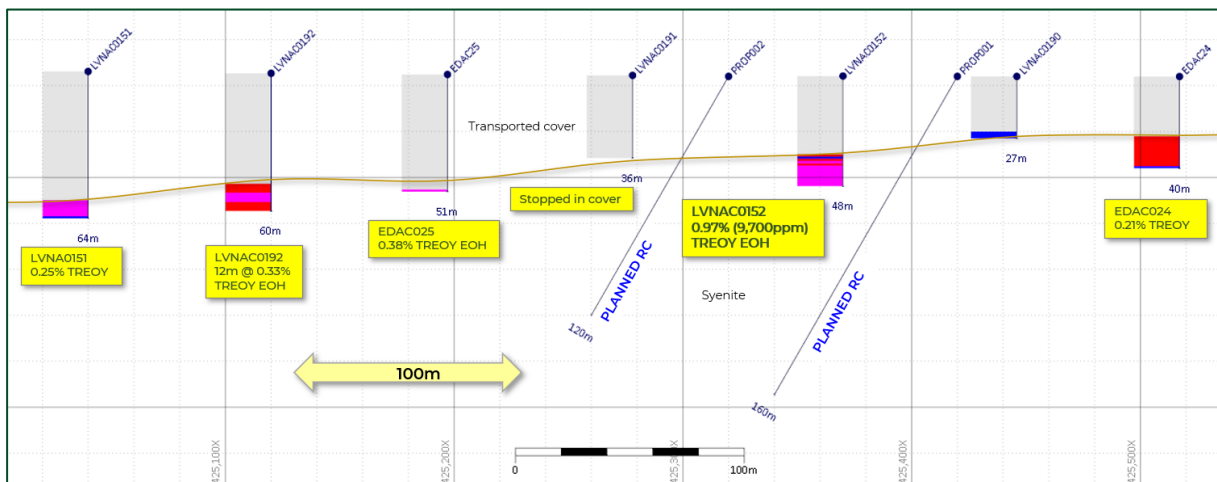 LVNAC0151
LVNAC0192
EDAC25
LVNAC0191
PROP002
LVNAC0152
PROP001
LVNAC0190
EDAC24
Transported cover
27m
36m
40m
48m
51m
60m
64m
Stopped in cover
LVNA0151
0.25% TREOY
LVNAC0192
12m @ 0.33%
TREOY EOH
EDAC025
0.38% TREOY EOH
LVNAC0152
0.97% (9,700ppm)
TREOY EOH
EDAC024
0.21% TREOY
Syenite
PLANNED RC
120m
PLANNED RC
160m
100m
0
100m
425,100X
425,200X
425,300X
425,400X
425,500X